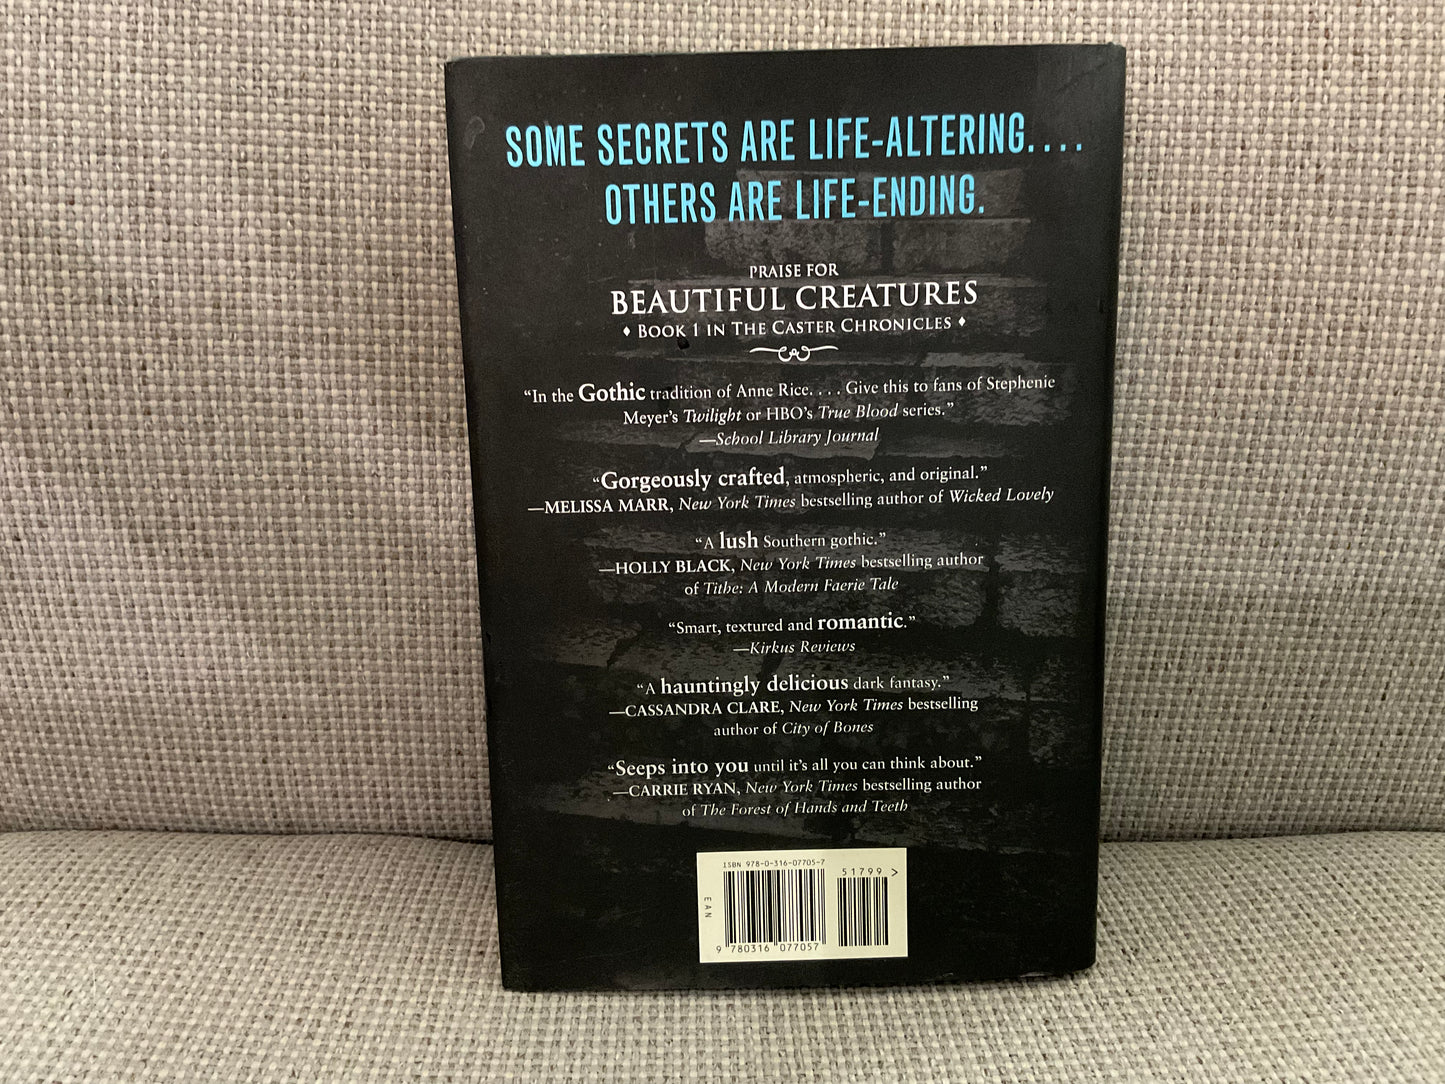 SOME SECRETS ARE LIFE-ALTERING....
OTHERS ARE LIFE-ENDING.
PRAISE FOR
BEAUTIFUL CREATURES
♦ BOOK 1 IN THE CASTER CHRONICLES ♦
“In the Gothic tradition of Anne Rice. . . . Give this to fans of Stephenie
Meyer’s Twilight or HBO’s True Blood series.”
—School Library Journal
“Gorgeously crafted, atmospheric, and original.”
—MELISSA MARR, New York Times bestselling author of Wicked Lovely
“A lush Southern gothic.”
—HOLLY BLACK, New York Times bestselling author
of Tithe: A Modern Faerie Tale
“Smart, textured and romantic.”
—Kirkus Reviews
“A hauntingly delicious dark fantasy.”
—CASSANDRA CLARE, New York Times bestselling
author of City of Bones
“Seeps into you until it’s all you can think about.”
—CARRIE RYAN, New York Times bestselling author
of The Forest of Hands and Teeth
ISBN 978-0-316-07705-7
51799 >
EAN
9 780316 077057